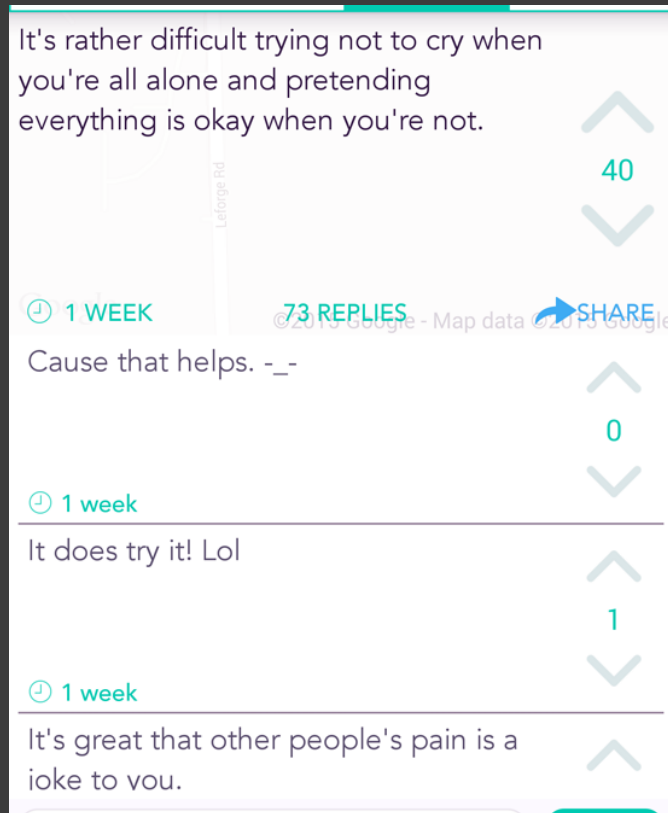 It's rather difficult trying not to cry when
you're all alone and pretending
everything is okay when you're not.
40
Leforge Rd
1 WEEK
73 REPLIES
SHARE
©2015 Google - Map data ©2015 Google
Cause that helps. -_-
0
1 week
It does try it! Lol
1
1 week
It's great that other people's pain is a
joke to you.